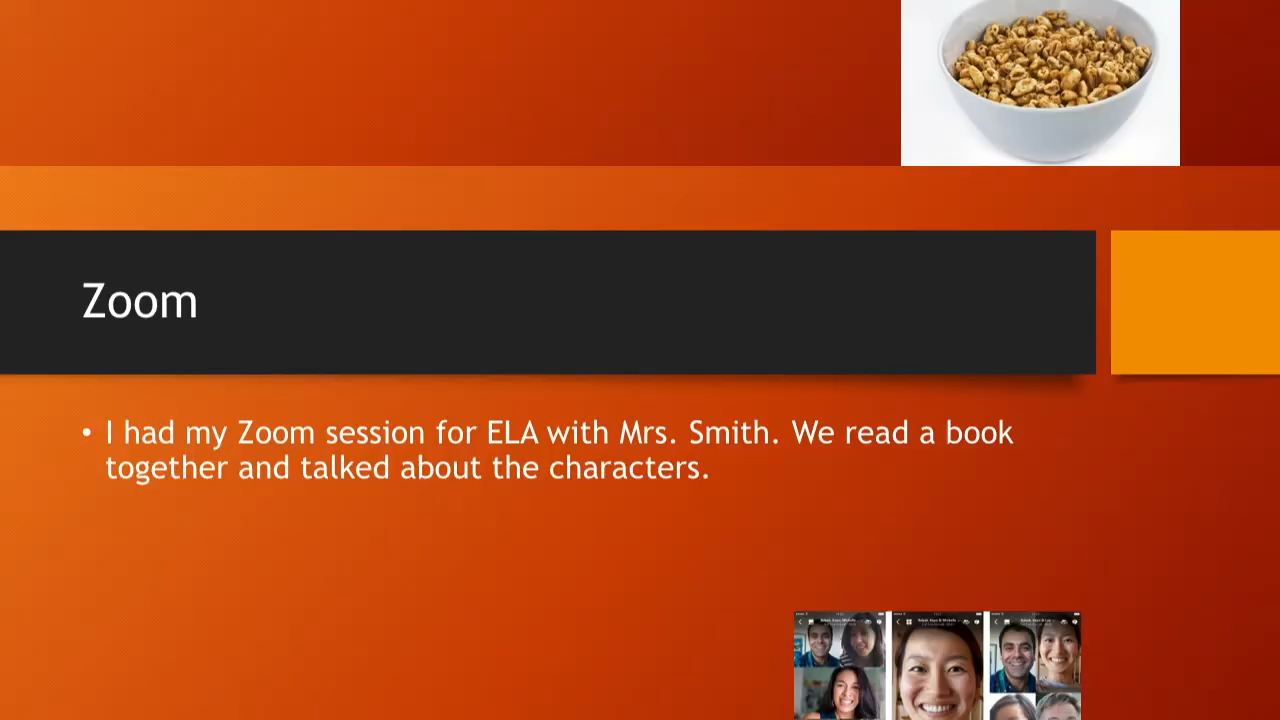 Zoom
• I had my Zoom session for ELA with Mrs. Smith. We read a book
together and talked about the characters.